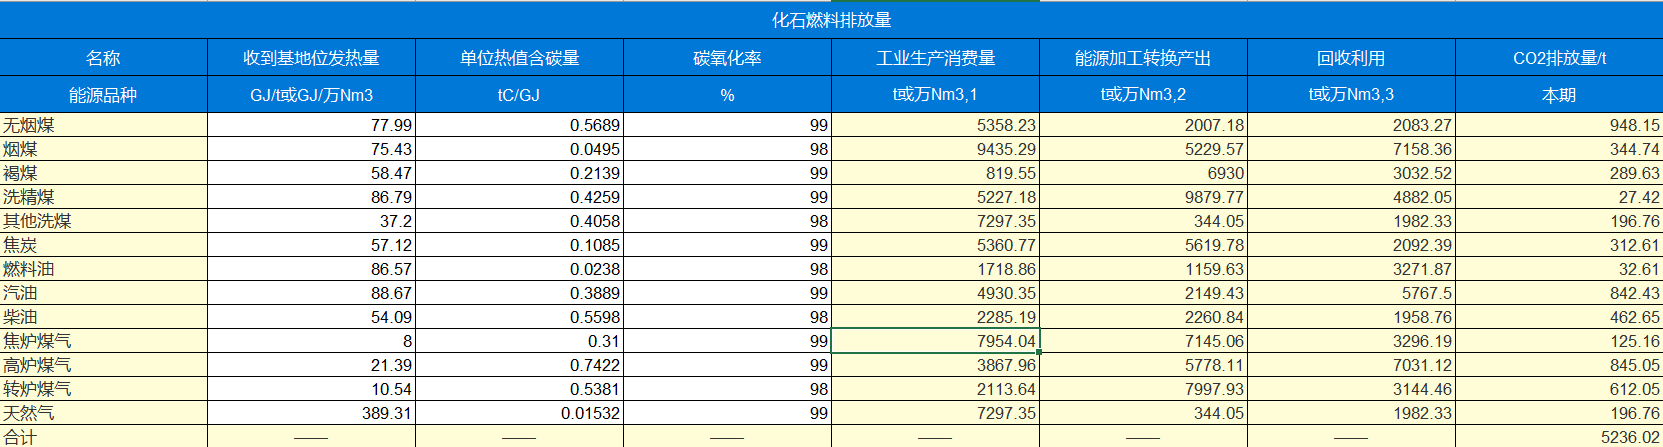 化石燃料排放量
名称 收到基地位发热量 单位热值含碳量 碳氧化率 工业生产消费量 能源加工转换产出 回收利用 CO2排放量/t
能源品种 GJ/t或GJ/万Nm3 tC/GJ % t或万Nm3,1 t或万Nm3,2 t或万Nm3,3 本期
无烟煤 77.99 0.5689 99 5358.23 2007.18 2083.27 948.15
烟煤 75.43 0.0495 98 9435.29 5229.57 7158.36 344.74
褐煤 58.47 0.2139 99 819.55 6930 3032.52 289.63
洗精煤 86.79 0.4259 99 5227.18 9879.77 4882.05 27.42
其他洗煤 37.2 0.4058 98 7297.35 344.05 1982.33 196.76
焦炭 57.12 0.1085 99 5360.77 5619.78 2092.39 312.61
燃料油 86.57 0.0238 98 1718.86 1159.63 3271.87 32.61
汽油 88.67 0.3889 99 4930.35 2149.43 5767.5 842.43
柴油 54.09 0.5598 98 2285.19 2260.84 1958.76 462.65
焦炉煤气 8 0.31 99 7954.04 7145.06 3296.19 125.16
高炉煤气 21.39 0.7422 99 3867.96 5778.11 7031.12 845.05
转炉煤气 10.54 0.5381 98 2113.64 7997.93 3144.46 612.05
天然气 389.31 0.01532 99 7297.35 344.05 1982.33 196.76
合计 —— —— —— —— —— —— 5236.02